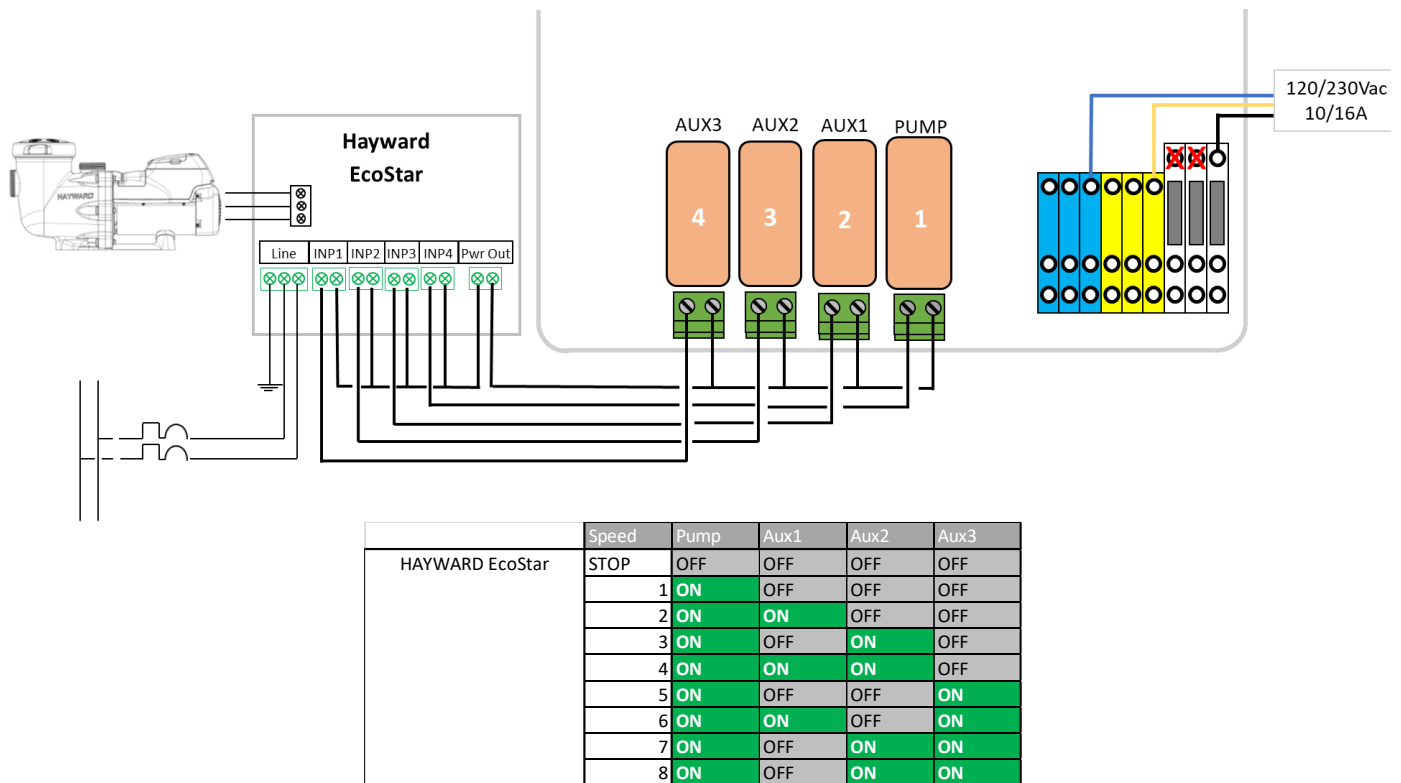 120/230Vac
10/16A
AUX3 AUX2 AUX1 PUMP
Hayward
EcoStar
HAYWARD
4 3 2 1
Line INP1 INP2 INP3 INP4 Pwr Out
Speed Pump Aux1 Aux2 Aux3
HAYWARD EcoStar STOP OFF OFF OFF OFF
1 ON OFF OFF OFF
2 ON ON OFF OFF
3 ON OFF ON OFF
4 ON ON ON OFF
5 ON OFF OFF ON
6 ON ON OFF ON
7 ON OFF ON ON
8 ON OFF ON ON